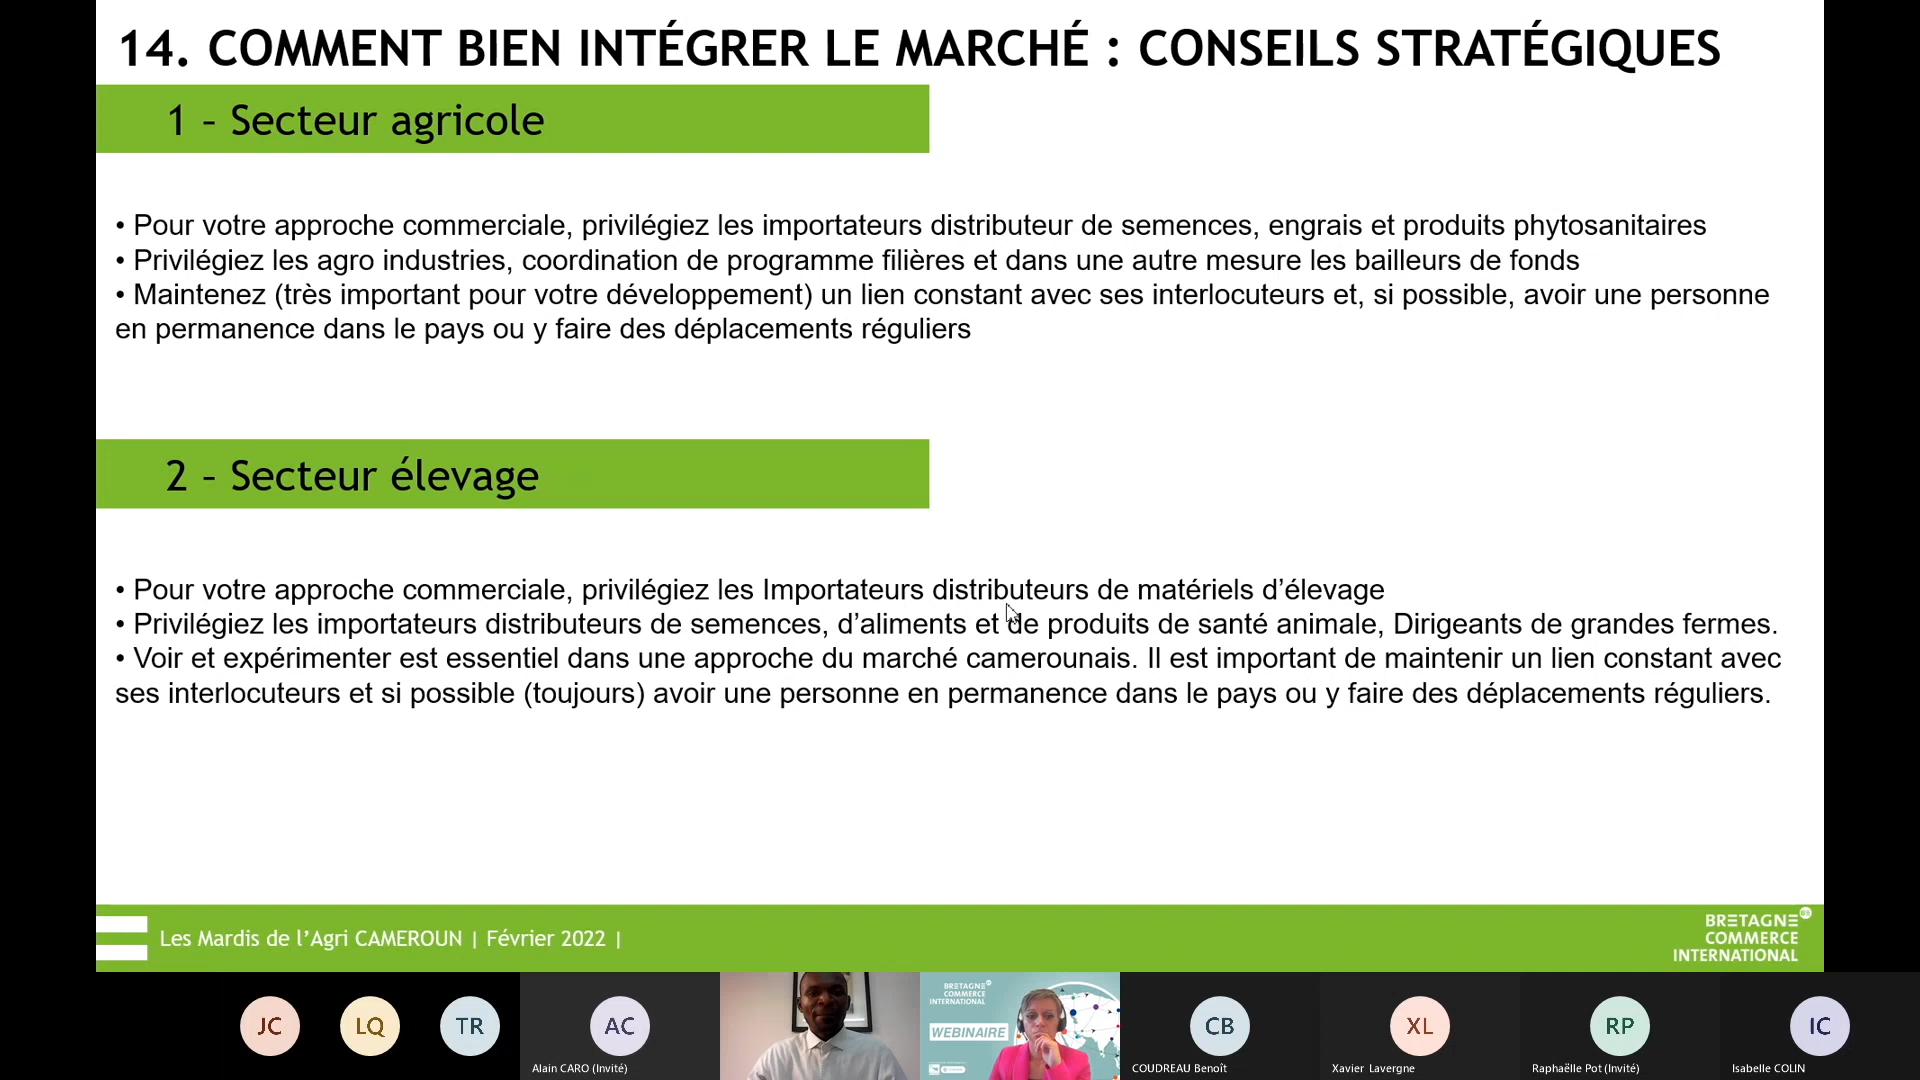 14. COMMENT BIEN INTÉGRER LE MARCHÉ : CONSEILS STRATÉGIQUES
1 – Secteur agricole
• Pour votre approche commerciale, privilégiez les importateurs distributeur de semences, engrais et produits phytosanitaires
• Privilégiez les agro industries, coordination de programme filières et dans une autre mesure les bailleurs de fonds
• Maintenez (très important pour votre développement) un lien constant avec ses interlocuteurs et, si possible, avoir une personne
en permanence dans le pays ou y faire des déplacements réguliers
2 – Secteur élevage
• Pour votre approche commerciale, privilégiez les Importateurs distributeurs de matériels d’élevage
• Privilégiez les importateurs distributeurs de semences, d’aliments et de produits de santé animale, Dirigeants de grandes fermes.
• Voir et expérimenter est essentiel dans une approche du marché camerounais. Il est important de maintenir un lien constant avec
ses interlocuteurs et si possible (toujours) avoir une personne en permanence dans le pays ou y faire des déplacements réguliers.
Les Mardis de l’Agri CAMEROUN | Février 2022 |
BRETAGNE
COMMERCE
INTERNATIONAL
JC
LQ
TR
AC
Alain CARO (Invité)
BRETAGNE
COMMERCE
INTERNATIONAL
WEBINAIRE
CB
COUDREAU Benoît
XL
Xavier Lavergne
RP
Raphaëlle Pot (Invité)
IC
Isabelle COLIN